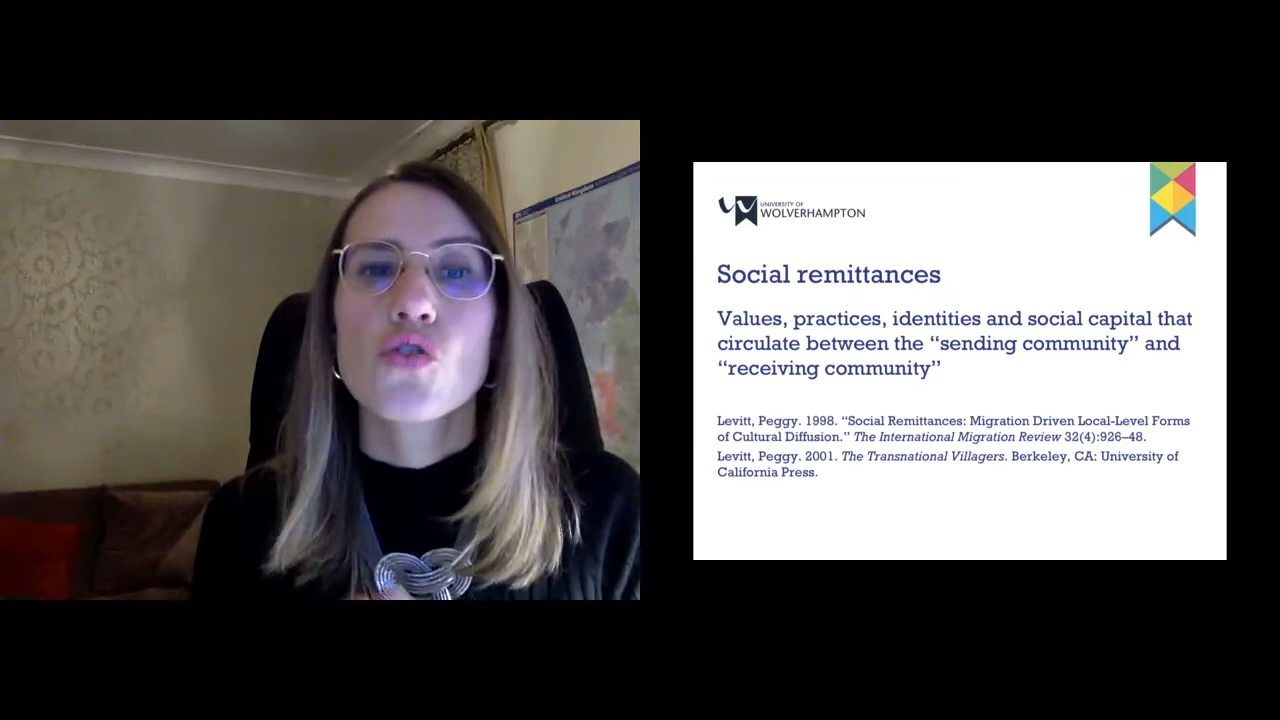 United Kingdom
UNIVERSITY OF
WOLVERHAMPTON
Social remittances
Values, practices, identities and social capital that
circulate between the “sending community” and
“receiving community”
Levitt, Peggy. 1998. “Social Remittances: Migration Driven Local-Level Forms
of Cultural Diffusion.” The International Migration Review 32(4):926–48.
Levitt, Peggy. 2001. The Transnational Villagers. Berkeley, CA: University of
California Press.